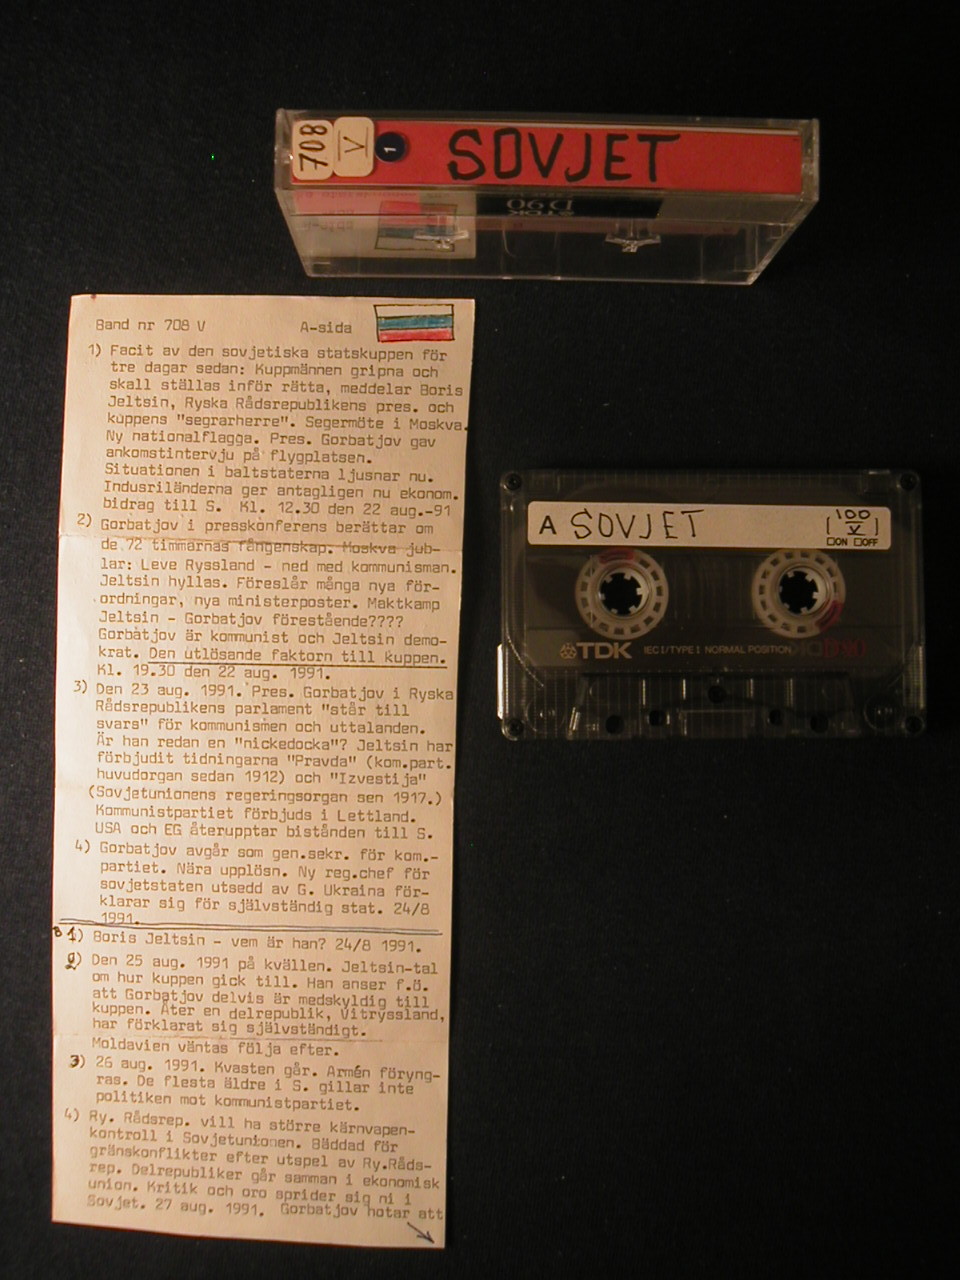 708
V
1
SOVJET
TDK
D90
Band nr 708 V A-sida
1) Facit av den sovjetiska statskuppen för
tre dagar sedan: Kuppmännen gripna och
skall ställas inför rätta, meddelar Boris
Jeltsin, Ryska Rådsrepublikens pres. och
kuppens "segrarherre". Segermöte i Moskva.
Ny nationalflagga. Pres. Gorbatjov gav
ankomstintervju på flygplatsen.
Situationen i baltstaterna ljusnar nu.
Indusriländerna ger antagligen nu ekonom.
bidrag till S. Kl. 12.30 den 22 aug.-91
2) Gorbatjov i presskonferens berättar om
de 72 timmarnas fångenskap. Moskva jub-
lar: Leve Ryssland - ned med kommunisman.
Jeltsin hyllas. Föreslår många nya för-
ordningar, nya ministerposter. Maktkamp
Jeltsin - Gorbatjov förestående????
Gorbatjov är kommunist och Jeltsin demo-
krat. Den utlösande faktorn till kuppen.
Kl. 19.30 den 22 aug. 1991.
3) Den 23 aug. 1991. Pres. Gorbatjov i Ryska
Rådsrepublikens parlament "står till
svars" för kommunismen och uttalanden.
Är han redan en "nickedocka"? Jeltsin har
förbjudit tidningarna "Pravda" (kom.part.
huvudorgan sedan 1912) och "Izvestija"
(Sovjetunionens regeringsorgan sen 1917.)
Kommunistpartiet förbjuds i Lettland.
USA och EG återupptar bistånden till S.
4) Gorbatjov avgår som gen.sekr. för kom.-
partiet. Nära upplösn. Ny reg.chef för
sovjetstaten utsedd av G. Ukraina för-
klarar sig för självständig stat. 24/8
1991.
B 1) Boris Jeltsin - vem är han? 24/8 1991.
2) Den 25 aug. 1991 på kvällen. Jeltsin-tal
om hur kuppen gick till. Han anser f.ö.
att Gorbatjov delvis är medskyldig till
kuppen. Åter en delrepublik, Vitryssland,
har förklarat sig självständigt.
Moldavien väntas följa efter.
3) 26 aug. 1991. Kvasten går. Armén föryng-
ras. De flesta äldre i S. gillar inte
politiken mot kommunistpartiet.
4) Ry. Rådsrep. vill ha större kärnvapen-
kontroll i Sovjetunionen. Bäddad för
gränskonflikter efter utspel av Ry.Råds-
rep. Delrepubliker går samman i ekonomisk
union. Kritik och oro sprider sig ni i
Sovjet. 27 aug. 1991. Gorbatjov hotar att
A SOVJET
100
V
ON OFF
TDK IECI/TYPE I NORMAL POSITION